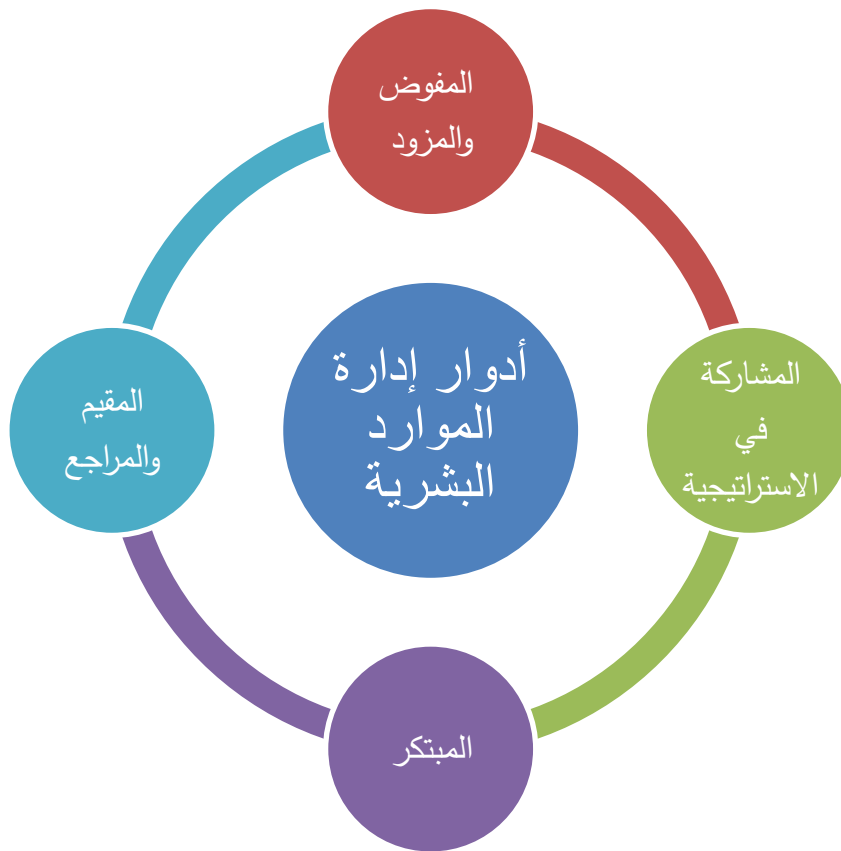 المفوض
والمزود
أدوار إدارة
الموارد
البشرية
المشاركة
في
الاستراتيجية
المبتكر
المقيم
والمراجع